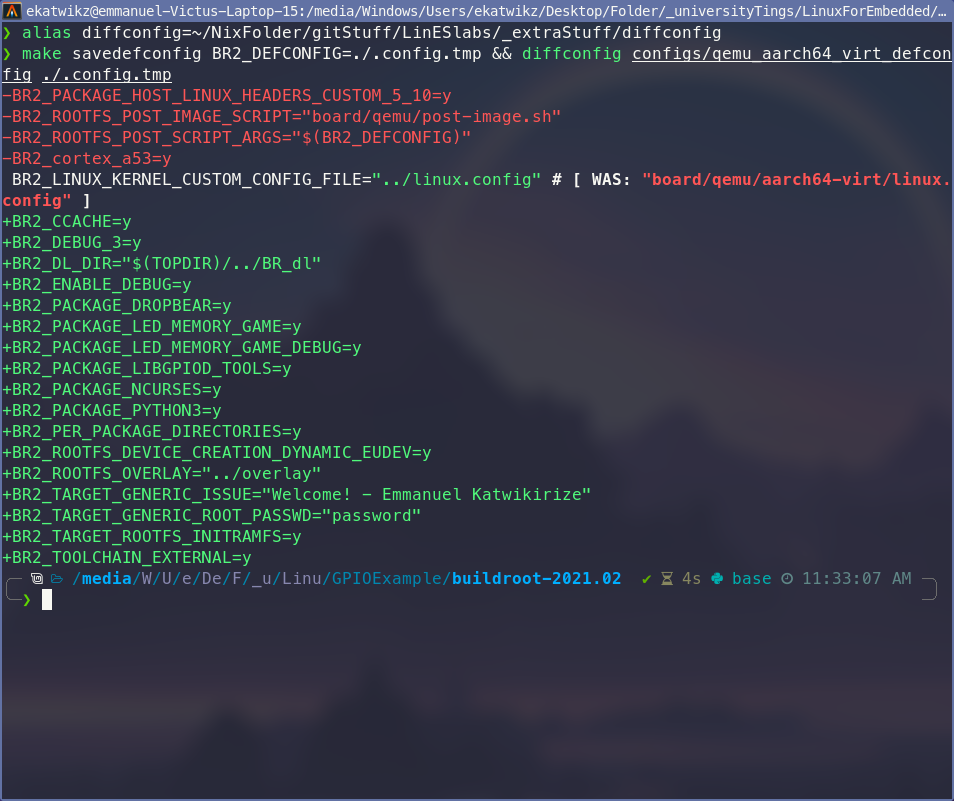 ekatwikz@emmanuel-Victus-Laptop-15:/media/Windows/Users/ekatwikz/Desktop/Folder/_universityTings/LinuxForEmbedded/...
❯ alias diffconfig=~/NixFolder/gitStuff/LinESlabs/_extraStuff/diffconfig
❯ make savedefconfig BR2_DEFCONFIG=./.config.tmp && diffconfig configs/qemu_aarch64_virt_defcon
fig ./.config.tmp
-BR2_PACKAGE_HOST_LINUX_HEADERS_CUSTOM_5_10=y
-BR2_ROOTFS_POST_IMAGE_SCRIPT="board/qemu/post-image.sh"
-BR2_ROOTFS_POST_SCRIPT_ARGS="$(BR2_DEFCONFIG)"
-BR2_cortex_a53=y
 BR2_LINUX_KERNEL_CUSTOM_CONFIG_FILE="../linux.config" # [ WAS: "board/qemu/aarch64-virt/linux.
config" ]
+BR2_CCACHE=y
+BR2_DEBUG_3=y
+BR2_DL_DIR="$(TOPDIR)/../BR_dl"
+BR2_ENABLE_DEBUG=y
+BR2_PACKAGE_DROPBEAR=y
+BR2_PACKAGE_LED_MEMORY_GAME=y
+BR2_PACKAGE_LED_MEMORY_GAME_DEBUG=y
+BR2_PACKAGE_LIBGPIOD_TOOLS=y
+BR2_PACKAGE_NCURSES=y
+BR2_PACKAGE_PYTHON3=y
+BR2_PER_PACKAGE_DIRECTORIES=y
+BR2_ROOTFS_DEVICE_CREATION_DYNAMIC_EUDEV=y
+BR2_ROOTFS_OVERLAY="../overlay"
+BR2_TARGET_GENERIC_ISSUE="Welcome! - Emmanuel Katwikirize"
+BR2_TARGET_GENERIC_ROOT_PASSWD="password"
+BR2_TARGET_ROOTFS_INITRAMFS=y
+BR2_TOOLCHAIN_EXTERNAL=y
/media/W/U/e/De/F/_u/Linu/GPIOExample/buildroot-2021.02 ✔ 4s base 11:33:07 AM
❯